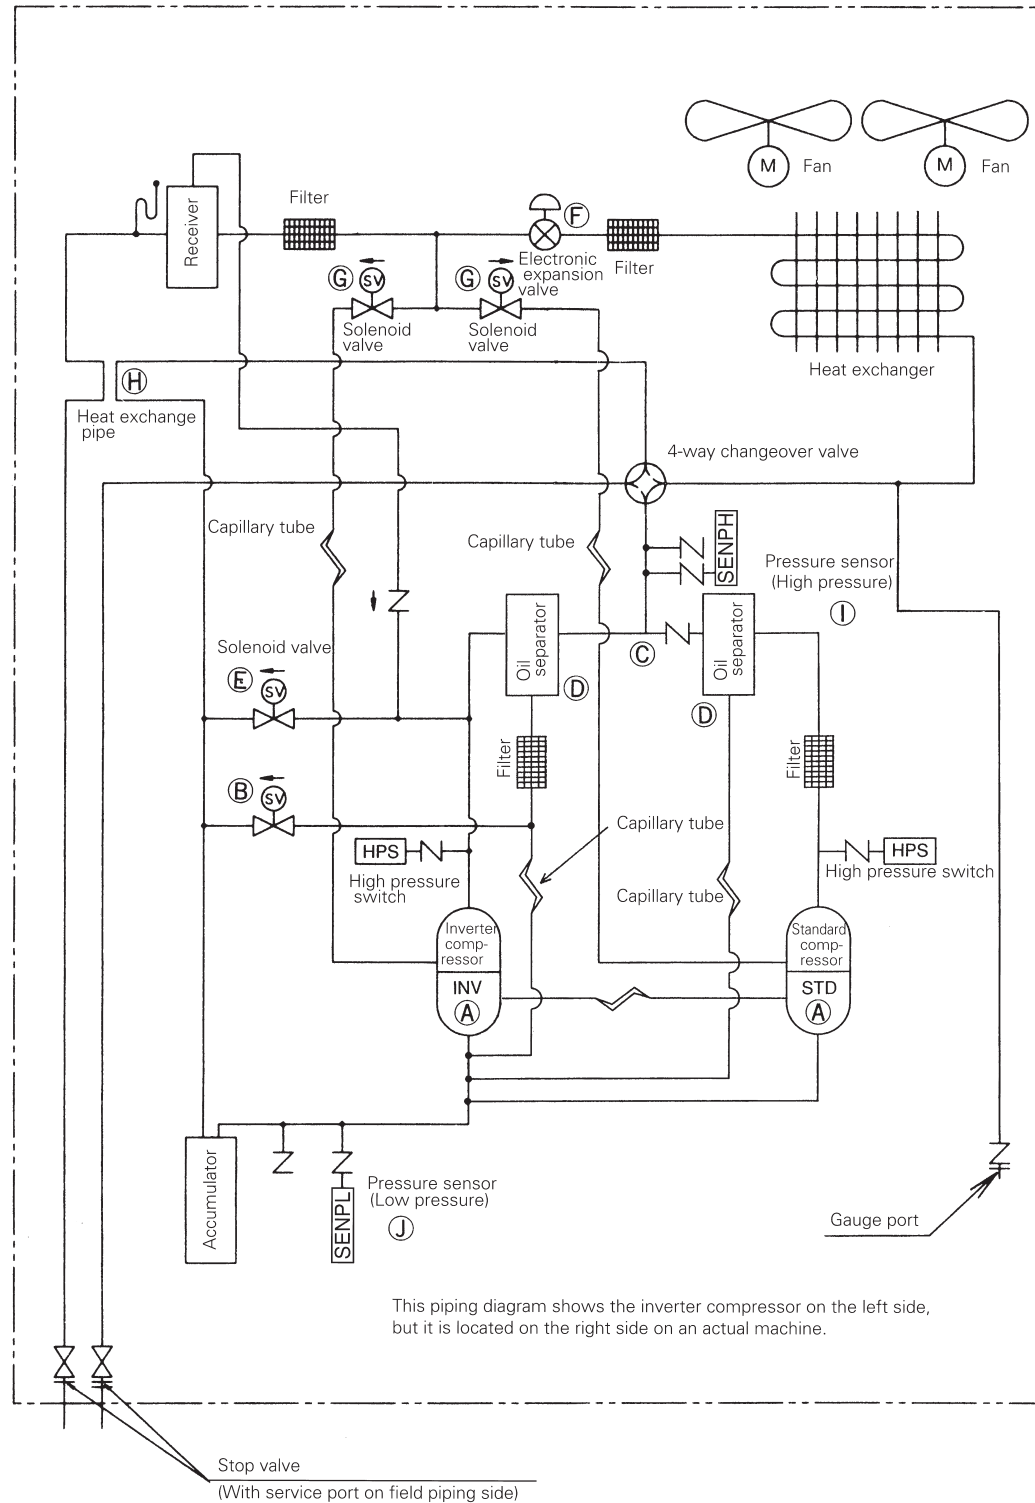 M
Fan
M
Fan
Filter
Receiver
F
Electronic
expansion
valve
Filter
G
SV
G
SV
Solenoid
valve
Solenoid
valve
Heat exchanger
H
Heat exchange
pipe
4-way changeover valve
Capillary tube
Capillary tube
SENPH
Pressure sensor
(High pressure)
I
Oil
separator
Oil
separator
C
D
D
Solenoid valve
E
SV
Filter
Filter
B
SV
Capillary tube
HPS
High pressure
switch
HPS
High pressure switch
Capillary tube
Inverter
comp-
ressor
INV
A
Standard
comp-
ressor
STD
A
Accumulator
SENPL
Pressure sensor
(Low pressure)
J
Gauge port
This piping diagram shows the inverter compressor on the left side,
but it is located on the right side on an actual machine.
Stop valve
(With service port on field piping side)